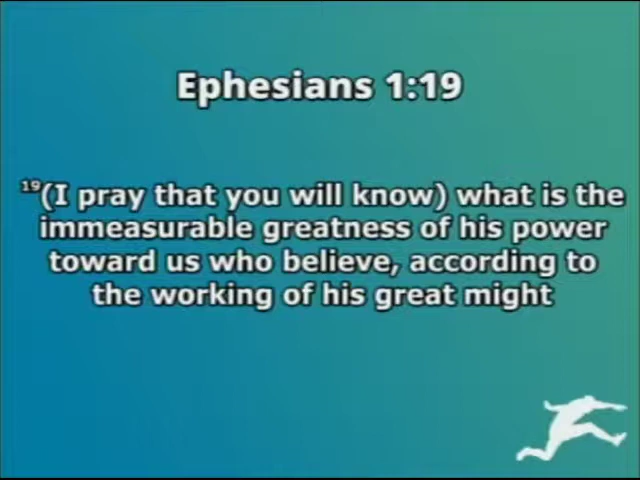 Ephesians 1:19
19(I pray that you will know) what is the
immeasurable greatness of his power
toward us who believe, according to
the working of his great might